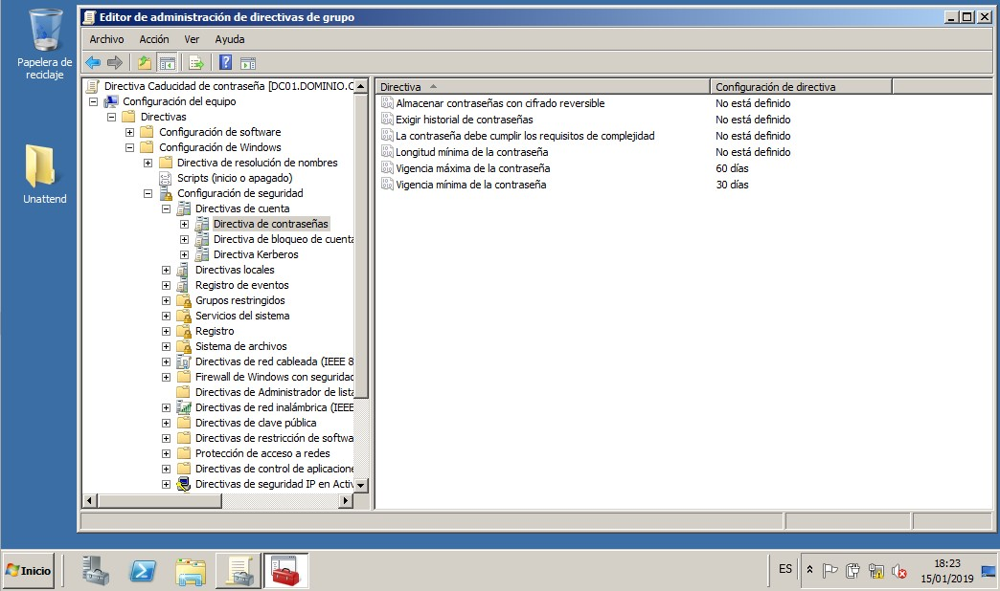 Papelera de
reciclaje
Unattend
Editor de administración de directivas de grupo
Archivo Acción Ver Ayuda
Directiva Caducidad de contraseña [DC01.DOMINIO.C
Configuración del equipo
Directivas
Configuración de software
Configuración de Windows
Directiva de resolución de nombres
Scripts (inicio o apagado)
Configuración de seguridad
Directivas de cuenta
Directiva de contraseñas
Directiva de bloqueo de cuenta
Directiva Kerberos
Directivas locales
Registro de eventos
Grupos restringidos
Servicios del sistema
Registro
Sistema de archivos
Directivas de red cableada (IEEE 8
Firewall de Windows con seguridad
Directivas de Administrador de lista
Directivas de red inalámbrica (IEEE
Directivas de clave pública
Directivas de restricción de softwa
Protección de acceso a redes
Directivas de control de aplicacione
Directivas de seguridad IP en Activ
Directiva Configuración de directiva
Almacenar contraseñas con cifrado reversible No está definido
Exigir historial de contraseñas No está definido
La contraseña debe cumplir los requisitos de complejidad No está definido
Longitud mínima de la contraseña No está definido
Vigencia máxima de la contraseña 60 días
Vigencia mínima de la contraseña 30 días
Inicio
ES
18:23
15/01/2019